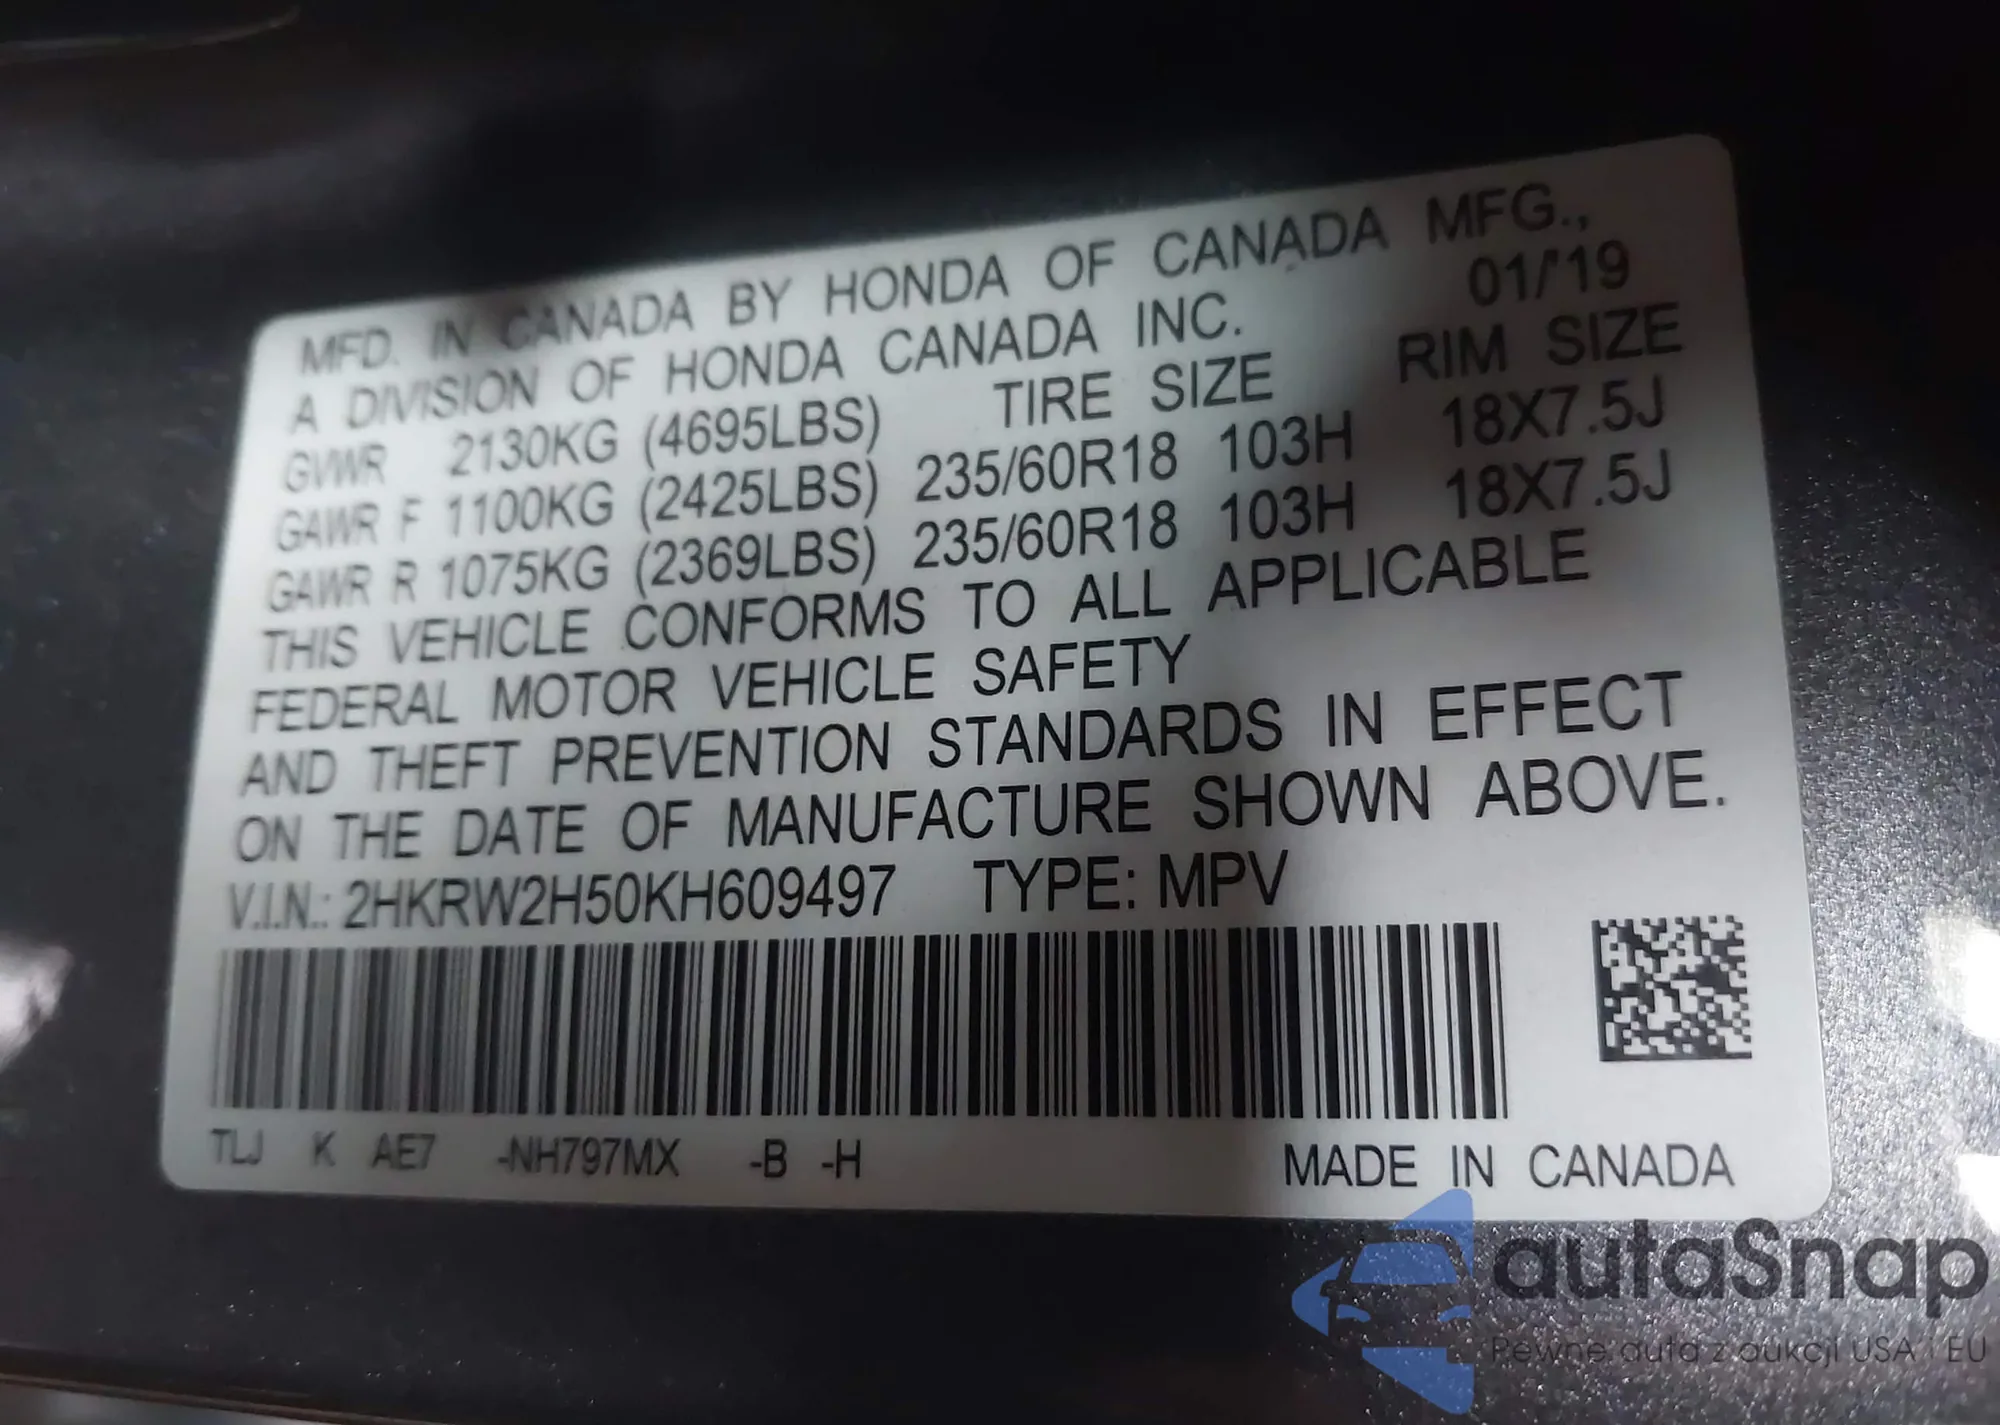 MFD. IN CANADA BY HONDA OF CANADA MFG.,
A DIVISION OF HONDA CANADA INC. 01/'19
GVWR 2130KG (4695LBS) TIRE SIZE RIM SIZE
GAWR F 1100KG (2425LBS) 235/60R18 103H 18X7.5J
GAWR R 1075KG (2369LBS) 235/60R18 103H 18X7.5J
THIS VEHICLE CONFORMS TO ALL APPLICABLE
FEDERAL MOTOR VEHICLE SAFETY
AND THEFT PREVENTION STANDARDS IN EFFECT
ON THE DATE OF MANUFACTURE SHOWN ABOVE.
V.I.N.: 2HKRW2H50KH609497 TYPE: MPV
TLJ K AE7 -NH797MX -B -H MADE IN CANADA
autaSnap
Pewne auta z aukcji USA i EU